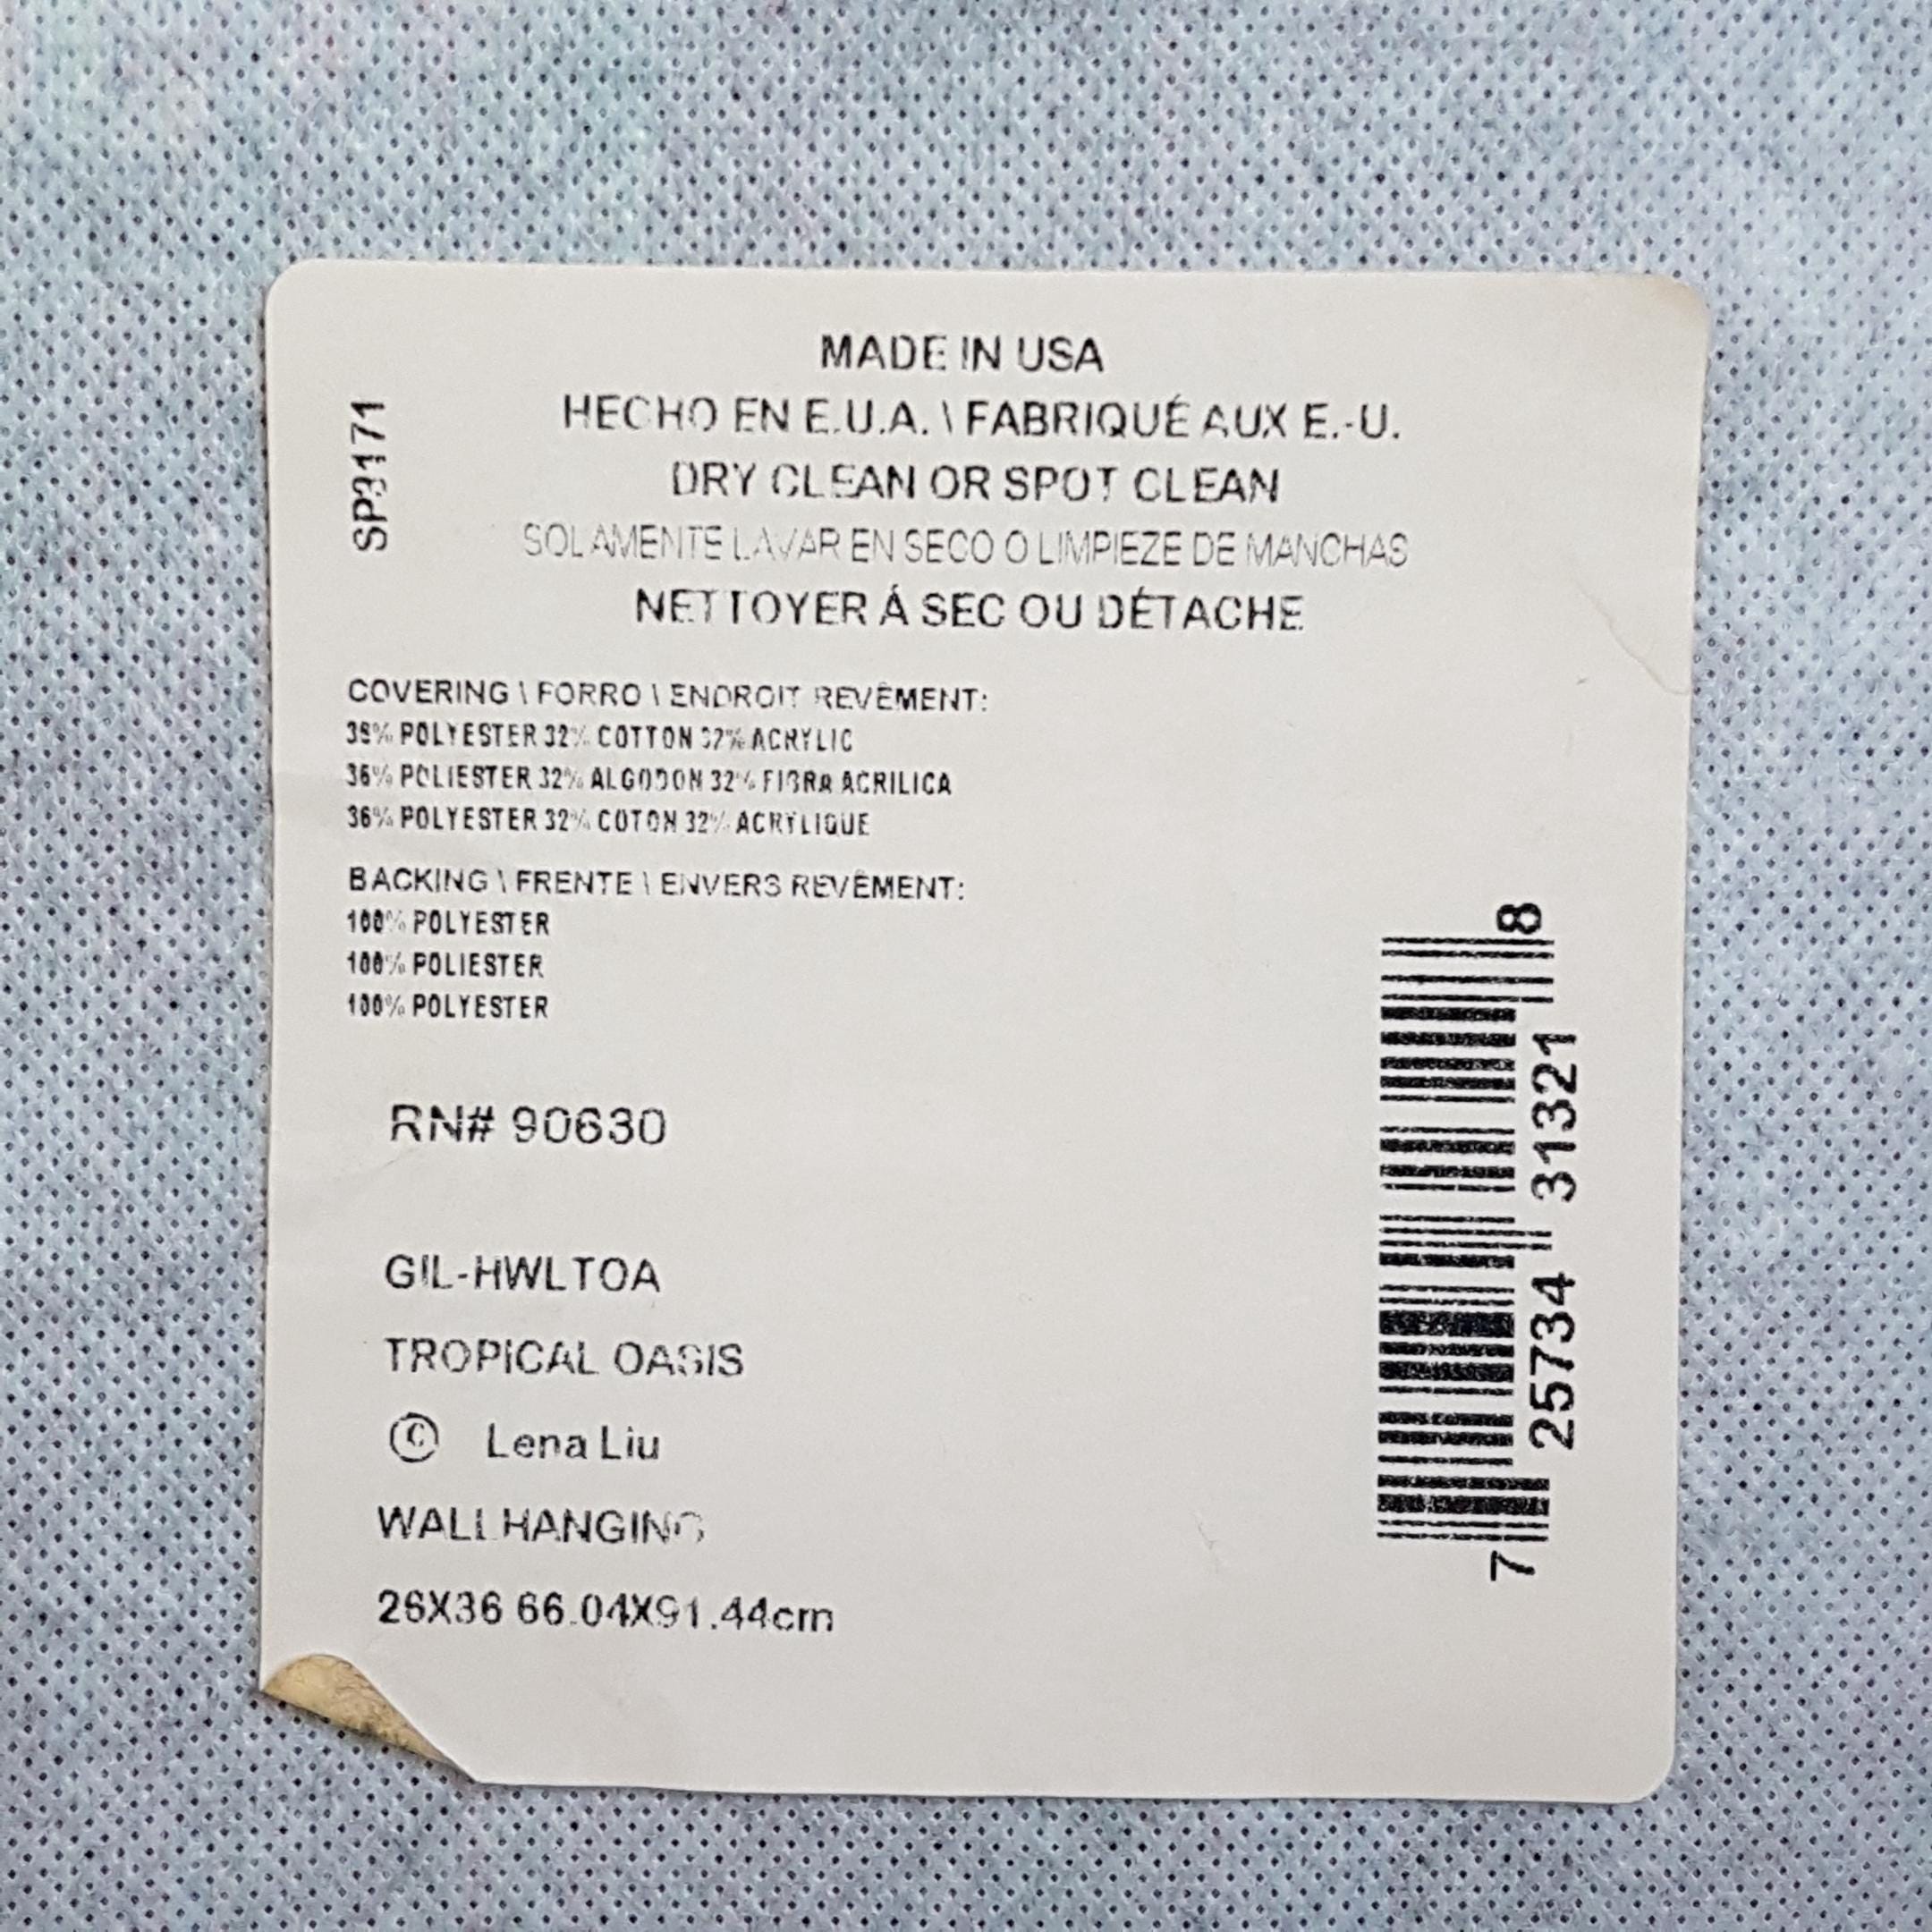 SP3171
MADE IN USA
HECHO EN E.U.A. \ FABRIQUÉ AUX E.-U.
DRY CLEAN OR SPOT CLEAN
SOLAMENTE LAVAR EN SECO O LIMPIEZE DE MANCHAS
NETTOYER Á SEC OU DÉTACHE
COVERING \ FORRO \ ENDROIT REVÊMENT:
36% POLYESTER 32% COTTON 32% ACRYLIC
36% POLIESTER 32% ALGODON 32% FIBRA ACRILICA
36% POLYESTER 32% COTON 32% ACRYLIQUE
BACKING \ FRENTE \ ENVERS REVÊMENT:
100% POLYESTER
100% POLIESTER
100% POLYESTER
RN# 90630
GIL-HWLTOA
TROPICAL OASIS
© Lena Liu
WALLHANGING
26X36 66.04X91.44cm
7 25734 31321 8